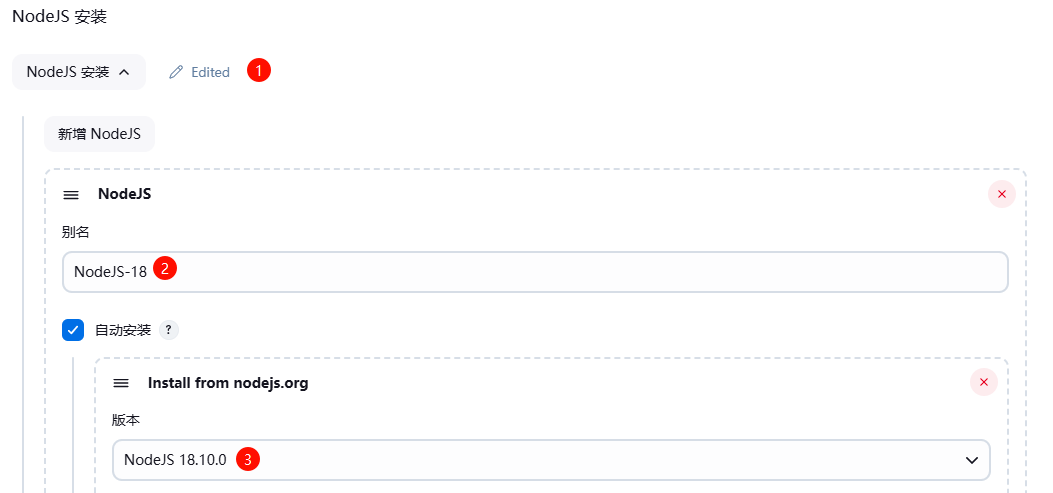 NodeJS 安装
NodeJS 安装 Edited 1
新增 NodeJS
NodeJS
别名
NodeJS-18 2
自动安装 ?
Install from nodejs.org
版本
NodeJS 18.10.0 3